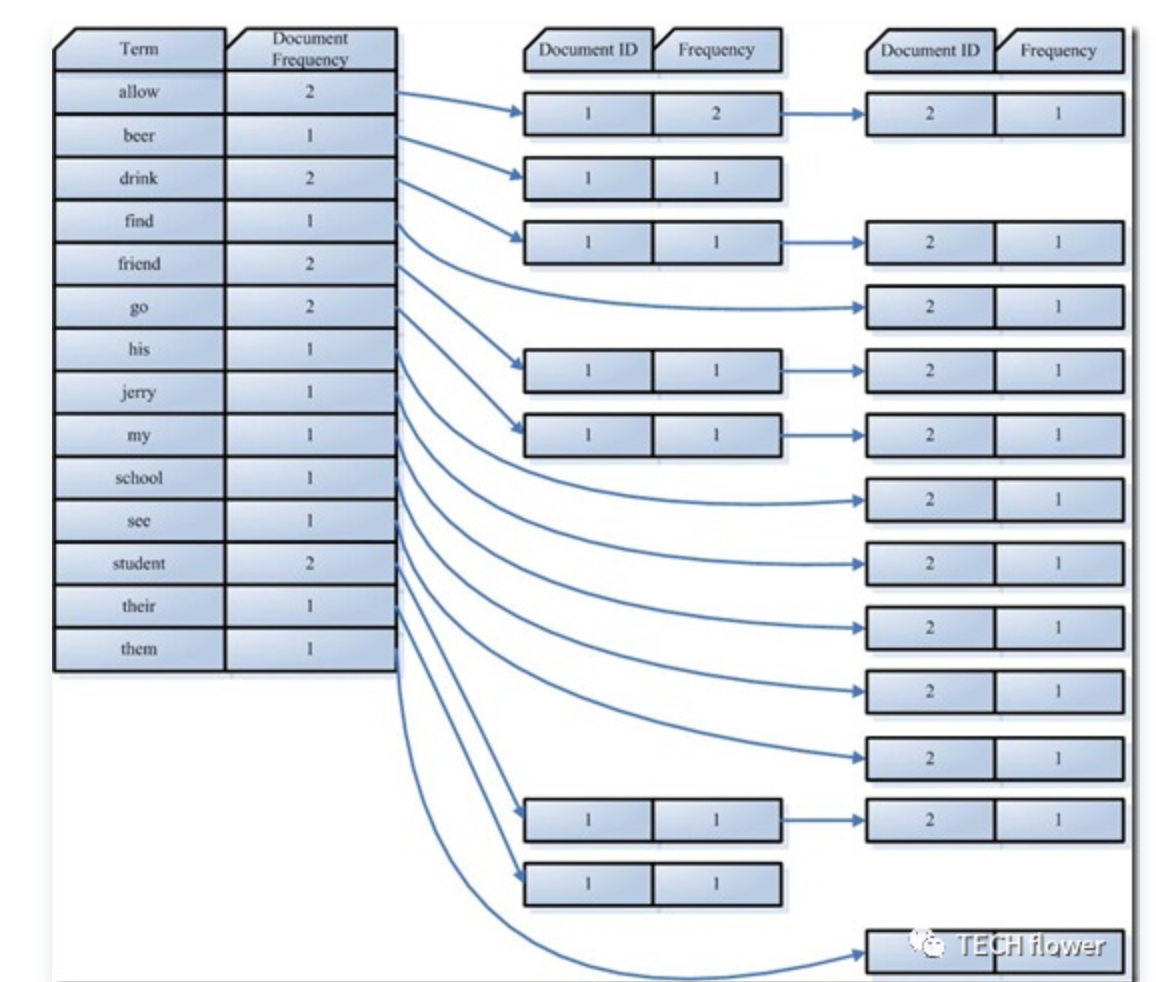 Term Document Frequency Document ID Frequency Document ID Frequency
allow 2 1 2 2 1
beer 1 1 1
drink 2 1 1 2 1
find 1 2 1
friend 2 1 1 2 1
go 2 1 1 2 1
his 1 2 1
jerry 1 2 1
my 1 2 1
school 1 2 1
see 1 2 1
student 2 1 1 2 1
their 1 1 1
them 1
TECH flower